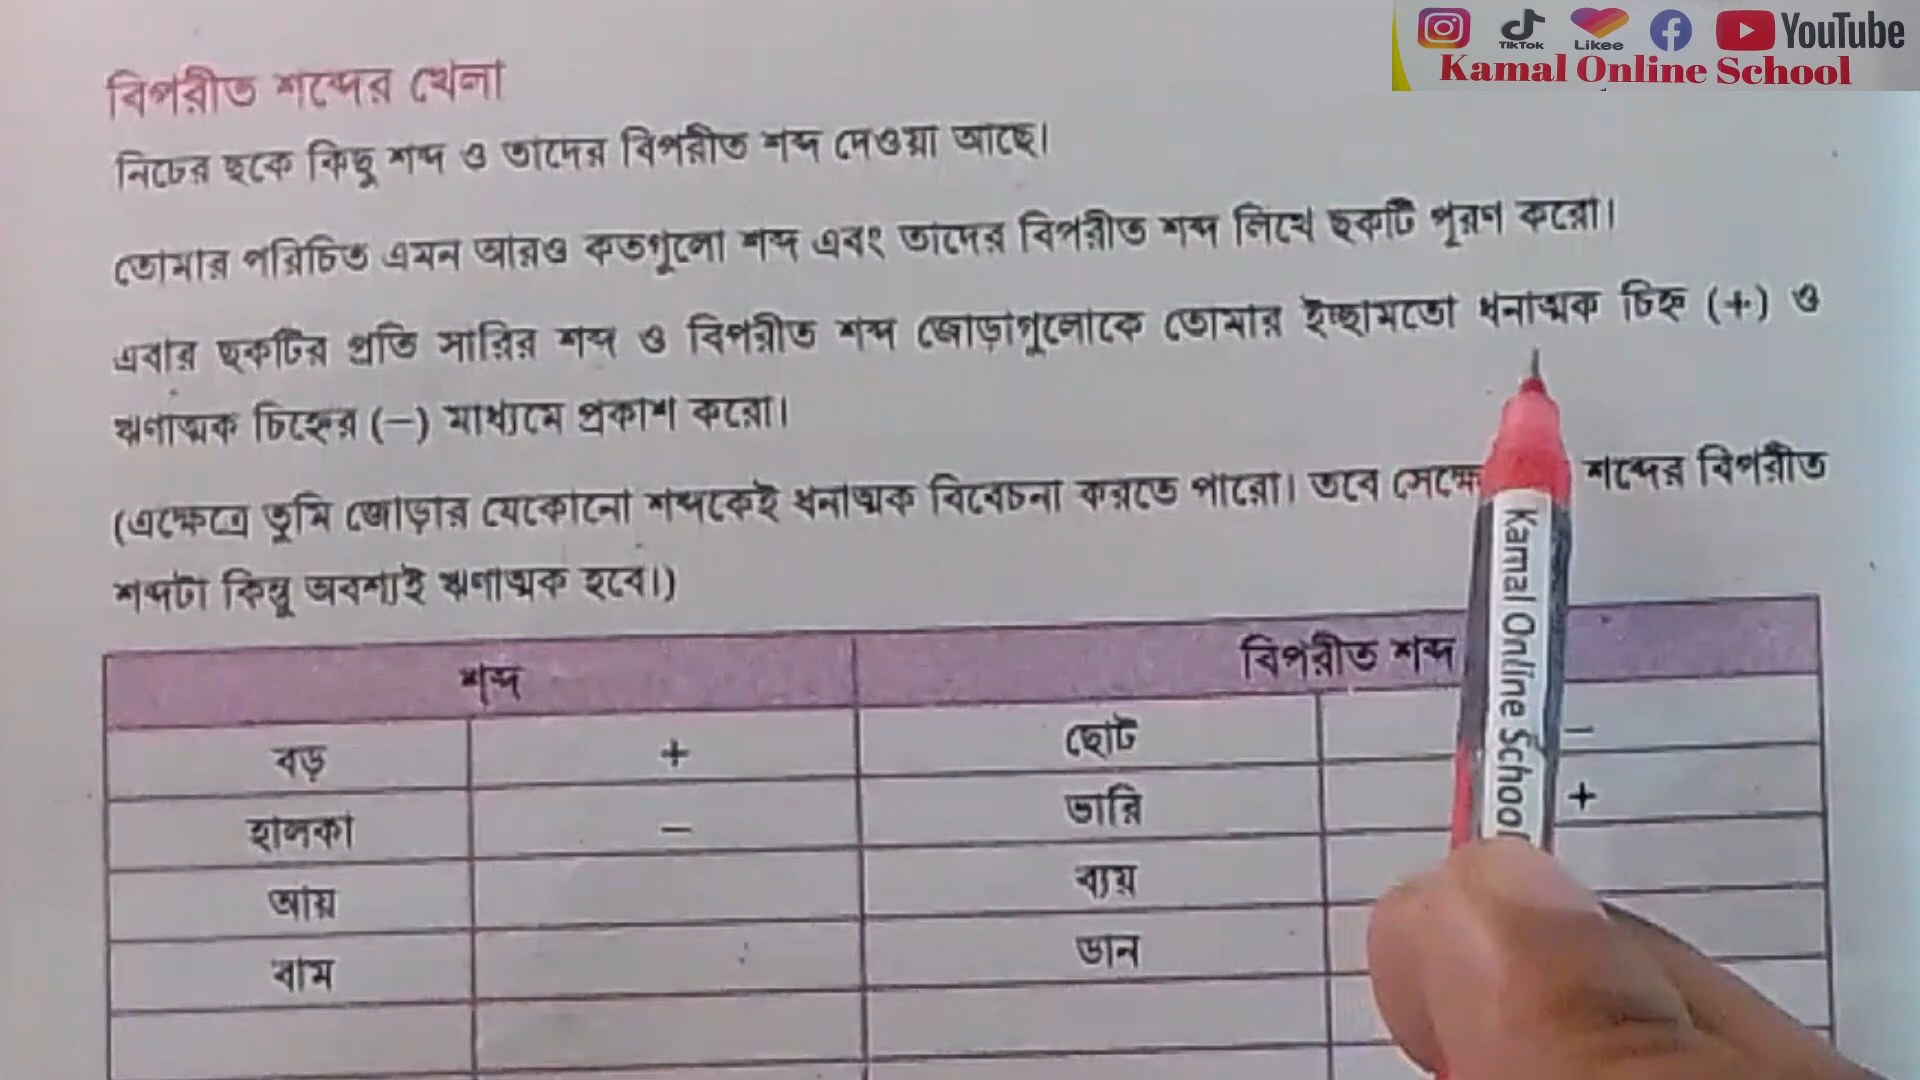 TikTok Likee YouTube
Kamal Online School
বিপরীত শব্দের খেলা
নিচের ছকে কিছু শব্দ ও তাদের বিপরীত শব্দ দেওয়া আছে।
তোমার পরিচিত এমন আরও কতগুলো শব্দ এবং তাদের বিপরীত শব্দ লিখে ছকটি পূরণ করো।
এবার ছকটির প্রতি সারির শব্দ ও বিপরীত শব্দ জোড়াগুলোকে তোমার ইচ্ছামতো ধনাত্মক চিহ্ন (+) ও
ঋণাত্মক চিহ্নের (−) মাধ্যমে প্রকাশ করো।
(এক্ষেত্রে তুমি জোড়ার যেকোনো শব্দকেই ধনাত্মক বিবেচনা করতে পারো। তবে শব্দের বিপরীত
শব্দটা কিন্তু অবশ্যই ঋণাত্মক হবে।)
শব্দ বিপরীত শব্দ
বড় + ছোট −
হালকা − ভারি +
আয় ব্যয়
বাম ডান
Kamal Online School